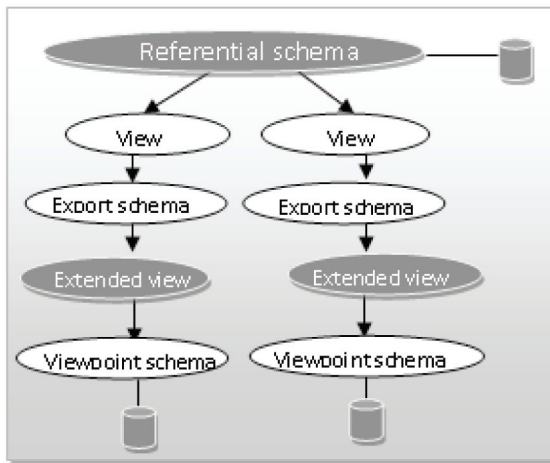 Referential schema
View
View
Export schema
Export schema
Extended view
Extended view
Viewpoint schema
Viewpoint schema